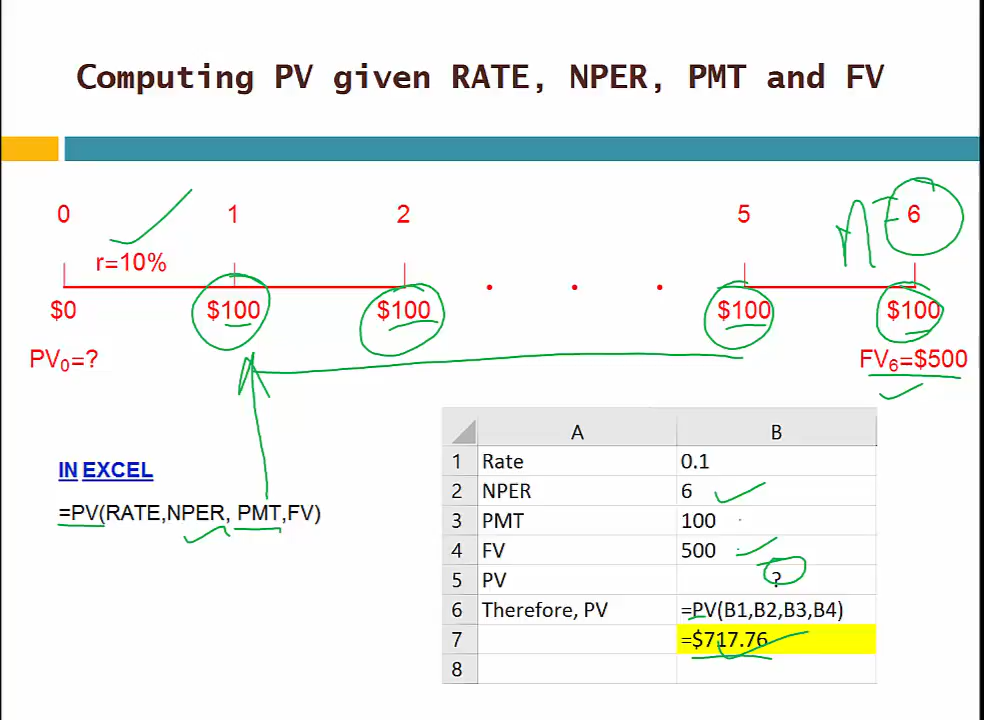 Computing PV given RATE, NPER, PMT and FV
0 1 2 5 n = 6
r=10%
$0 $100 $100 . . . $100 $100
PV0=? FV6=$500
IN EXCEL
=PV(RATE,NPER, PMT,FV)
A B
1 Rate 0.1
2 NPER 6
3 PMT 100
4 FV 500
5 PV ?
6 Therefore, PV =PV(B1,B2,B3,B4)
7 =$717.76
8